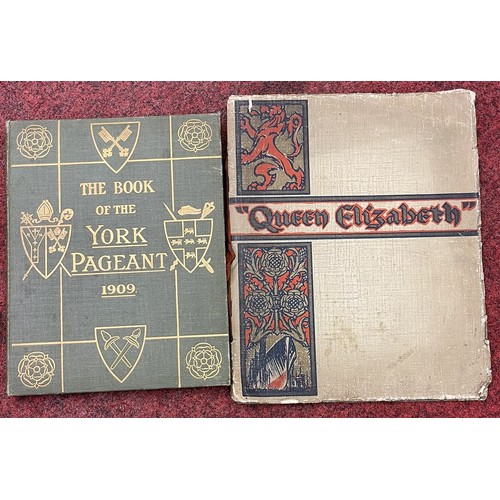 THE BOOK
OF THE
YORK
PAGEANT
1909.
"Queen Elizabeth"